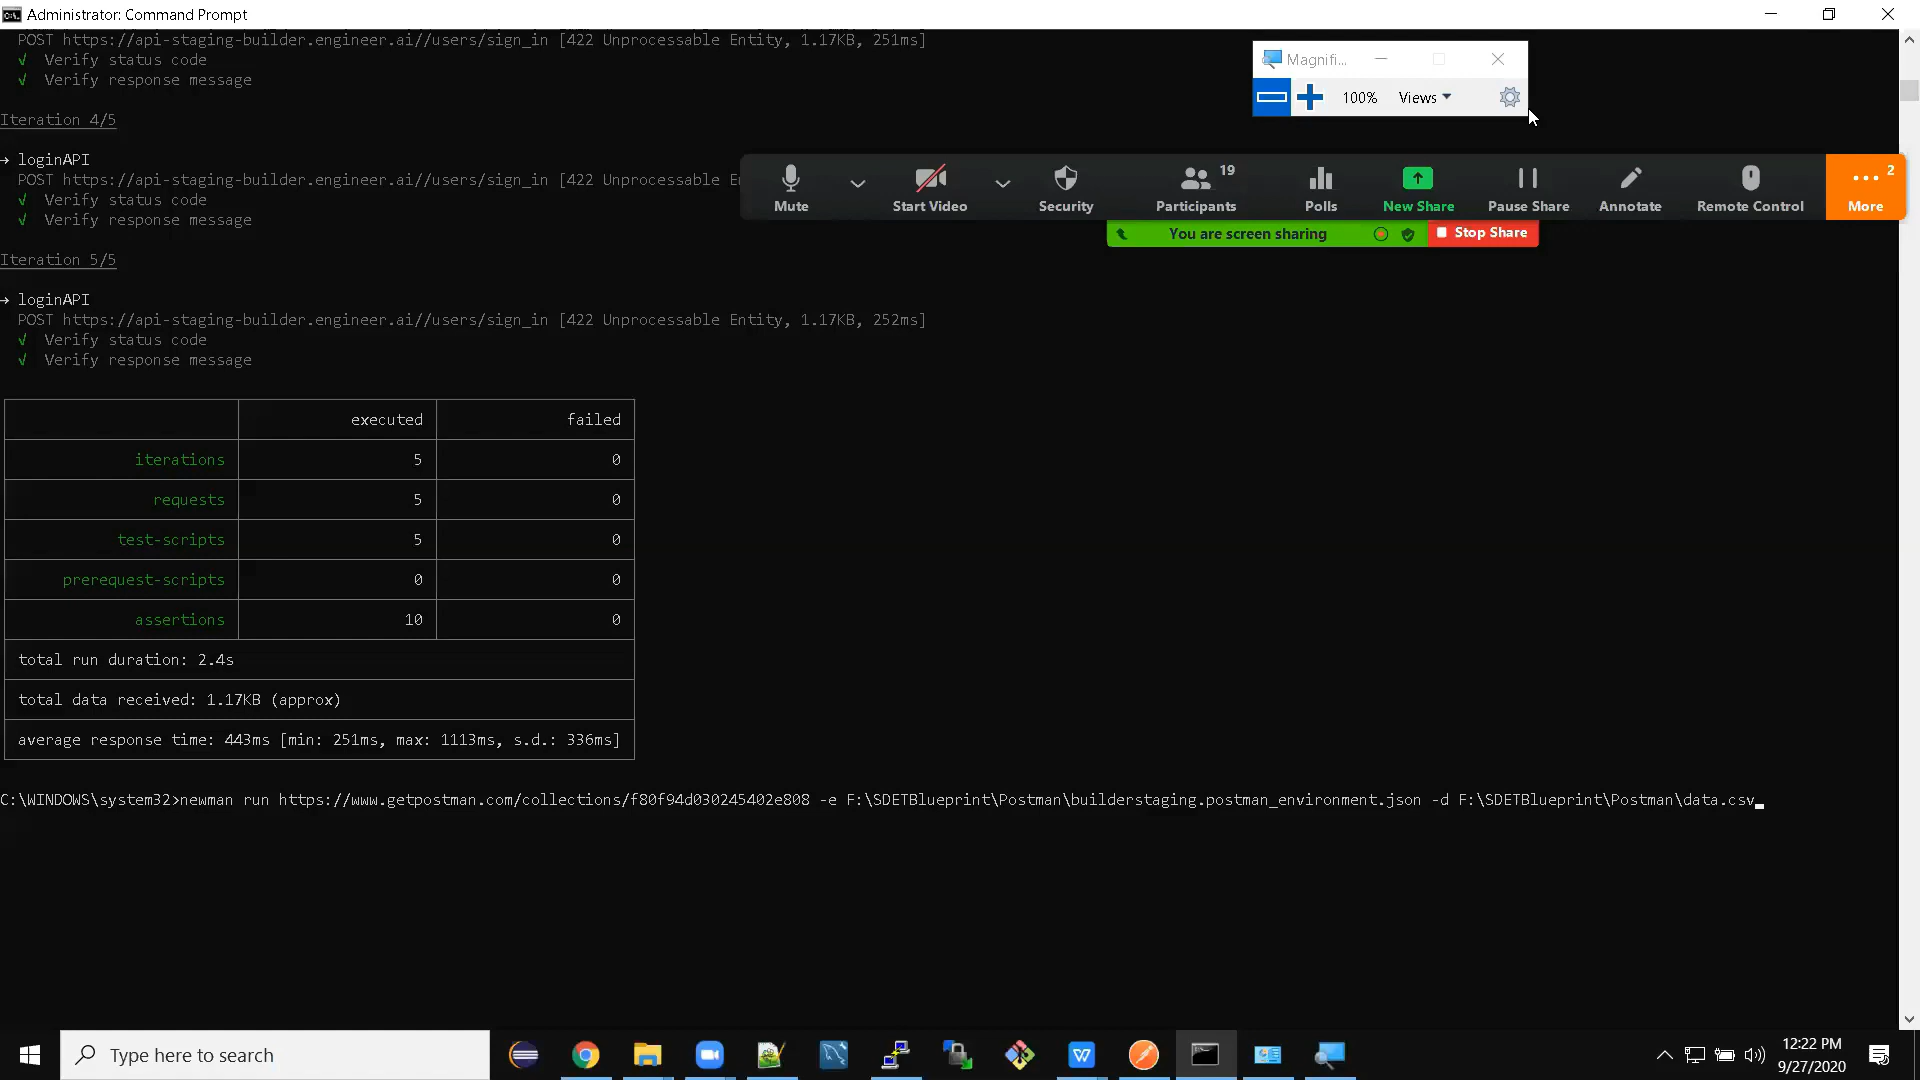 Administrator: Command Prompt
POST https://api-staging-builder.engineer.ai//users/sign_in [422 Unprocessable Entity, 1.17KB, 251ms]
√ Verify status code
√ Verify response message
Magnifi...
100% Views
Iteration 4/5
→ loginAPI
POST https://api-staging-builder.engineer.ai//users/sign_in [422 Unprocessable E
√ Verify status code
√ Verify response message
19
2
Mute Start Video Security Participants Polls New Share Pause Share Annotate Remote Control More
You are screen sharing Stop Share
Iteration 5/5
→ loginAPI
POST https://api-staging-builder.engineer.ai//users/sign_in [422 Unprocessable Entity, 1.17KB, 252ms]
√ Verify status code
√ Verify response message
executed failed
iterations 5 0
requests 5 0
test-scripts 5 0
prerequest-scripts 0 0
assertions 10 0
total run duration: 2.4s
total data received: 1.17KB (approx)
average response time: 443ms [min: 251ms, max: 1113ms, s.d.: 336ms]
C:\WINDOWS\system32>newman run https://www.getpostman.com/collections/f80f94d030245402e808 -e F:\SDETBlueprint\Postman\builderstaging.postman_environment.json -d F:\SDETBlueprint\Postman\data.csv
Type here to search
12:22 PM
9/27/2020